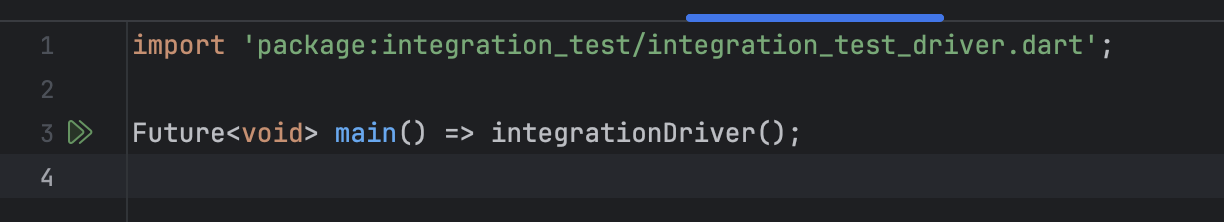 1 import 'package:integration_test/integration_test_driver.dart';
2
3 Future<void> main() => integrationDriver();
4